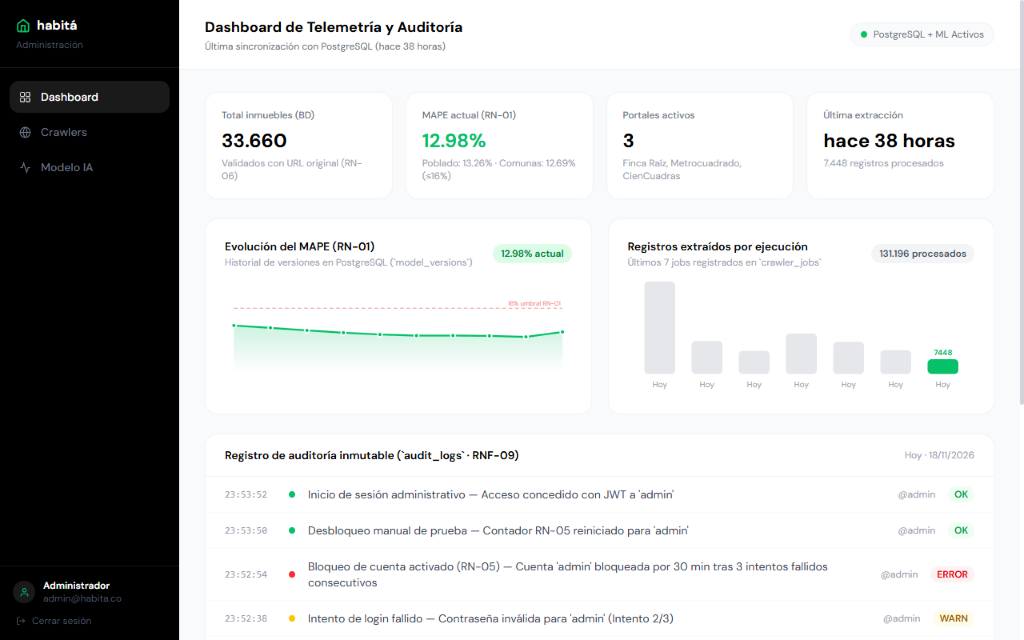 habitá
Administración
Dashboard
Crawlers
Modelo IA
Administrador
admin@habita.co
Cerrar sesión
Dashboard de Telemetría y Auditoría
Última sincronización con PostgreSQL (hace 38 horas)
PostgreSQL + ML Activos
Total inmuebles (BD)
33.660
Validados con URL original (RN-
06)
MAPE actual (RN-01)
12.98%
Poblado: 13.26% · Comunas: 12.69%
(≤16%)
Portales activos
3
Finca Raíz, Metrocuadrado,
CienCuadras
Última extracción
hace 38 horas
7.448 registros procesados
Evolución del MAPE (RN-01)
Historial de versiones en PostgreSQL (`model_versions`)
12.98% actual
16% umbral RN-01
Registros extraídos por ejecución
Últimos 7 jobs registrados en `crawler_jobs`
131.196 procesados
7448
Hoy Hoy Hoy Hoy Hoy Hoy Hoy
Registro de auditoría inmutable (`audit_logs` · RNF-09)
Hoy · 18/11/2026
23:53:52 Inicio de sesión administrativo — Acceso concedido con JWT a 'admin' @admin OK
23:53:50 Desbloqueo manual de prueba — Contador RN-05 reiniciado para 'admin' @admin OK
23:52:54 Bloqueo de cuenta activado (RN-05) — Cuenta 'admin' bloqueada por 30 min tras 3 intentos fallidos
consecutivos @admin ERROR
23:52:38 Intento de login fallido — Contraseña inválida para 'admin' (Intento 2/3) @admin WARN